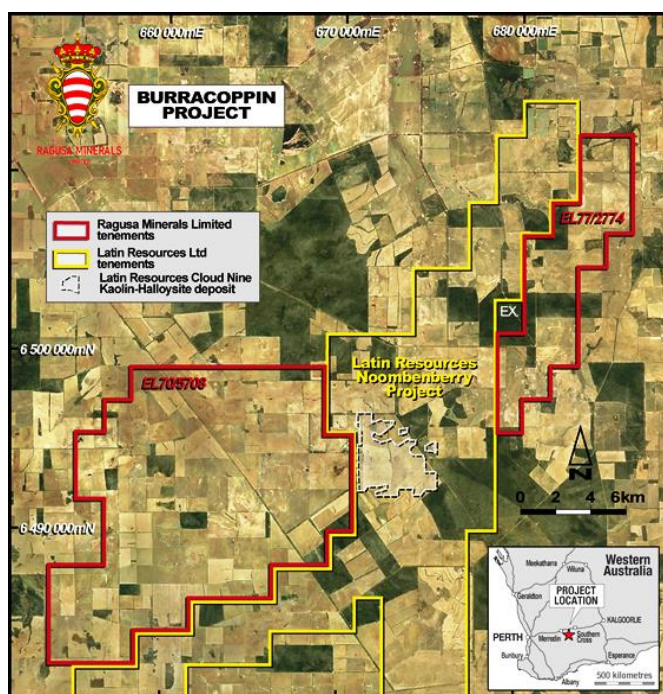 660 000mE
670 000mE
680 000mE
RAGUSA MINERALS
BURRACOPPIN
PROJECT
EL77/2774
Ragusa Minerals Limited
tenements
Latin Resources Ltd
tenements
Latin Resources Cloud Nine
Kaolin-Halloysite deposit
EX.
6 500 000mN
Latin Resources
Noombenberry
Project
EL70/5708
N
0 2 4 6km
6 490 000mN
Western
Australia
Meekatharra
Wiluna
Geraldton
PROJECT
LOCATION
KALGOORLIE
PERTH
Merredin
Southern
Cross
Bunbury
Esperance
Albany
500 kilometres